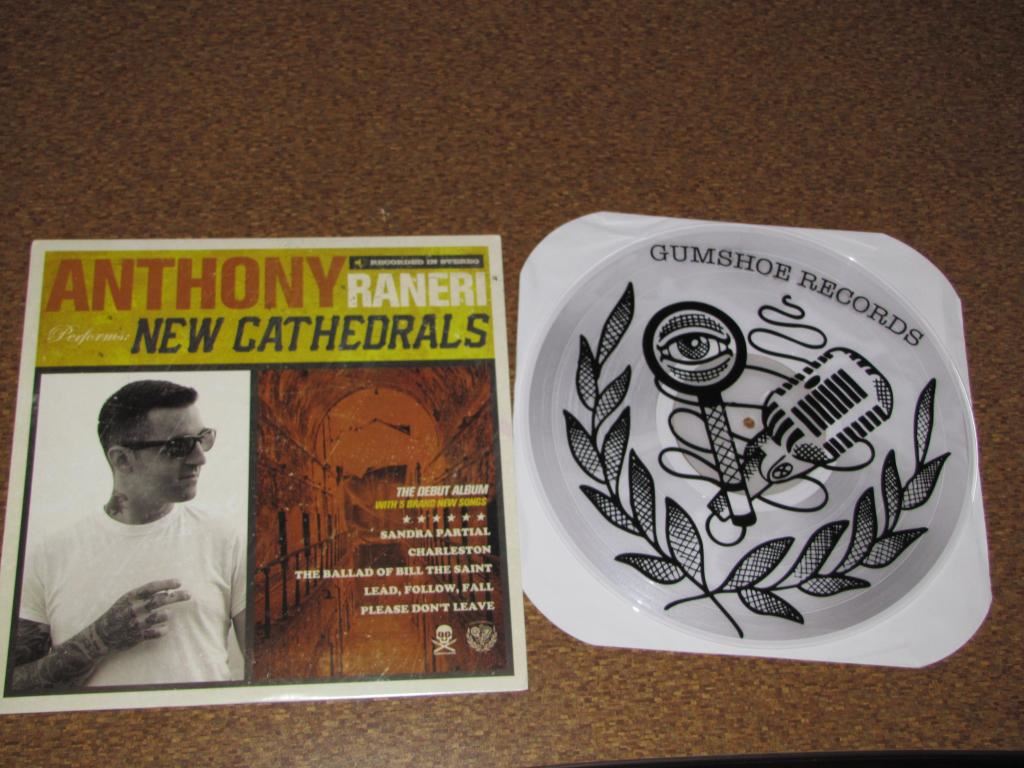 ANTHONY
RECORDED IN STEREO
RANERI
Performs:
NEW CATHEDRALS
THE DEBUT ALBUM
WITH 5 BRAND NEW SONGS
SANDRA PARTIAL
CHARLESTON
THE BALLAD OF BILL THE SAINT
LEAD, FOLLOW, FALL
PLEASE DON'T LEAVE
GUMSHOE RECORDS